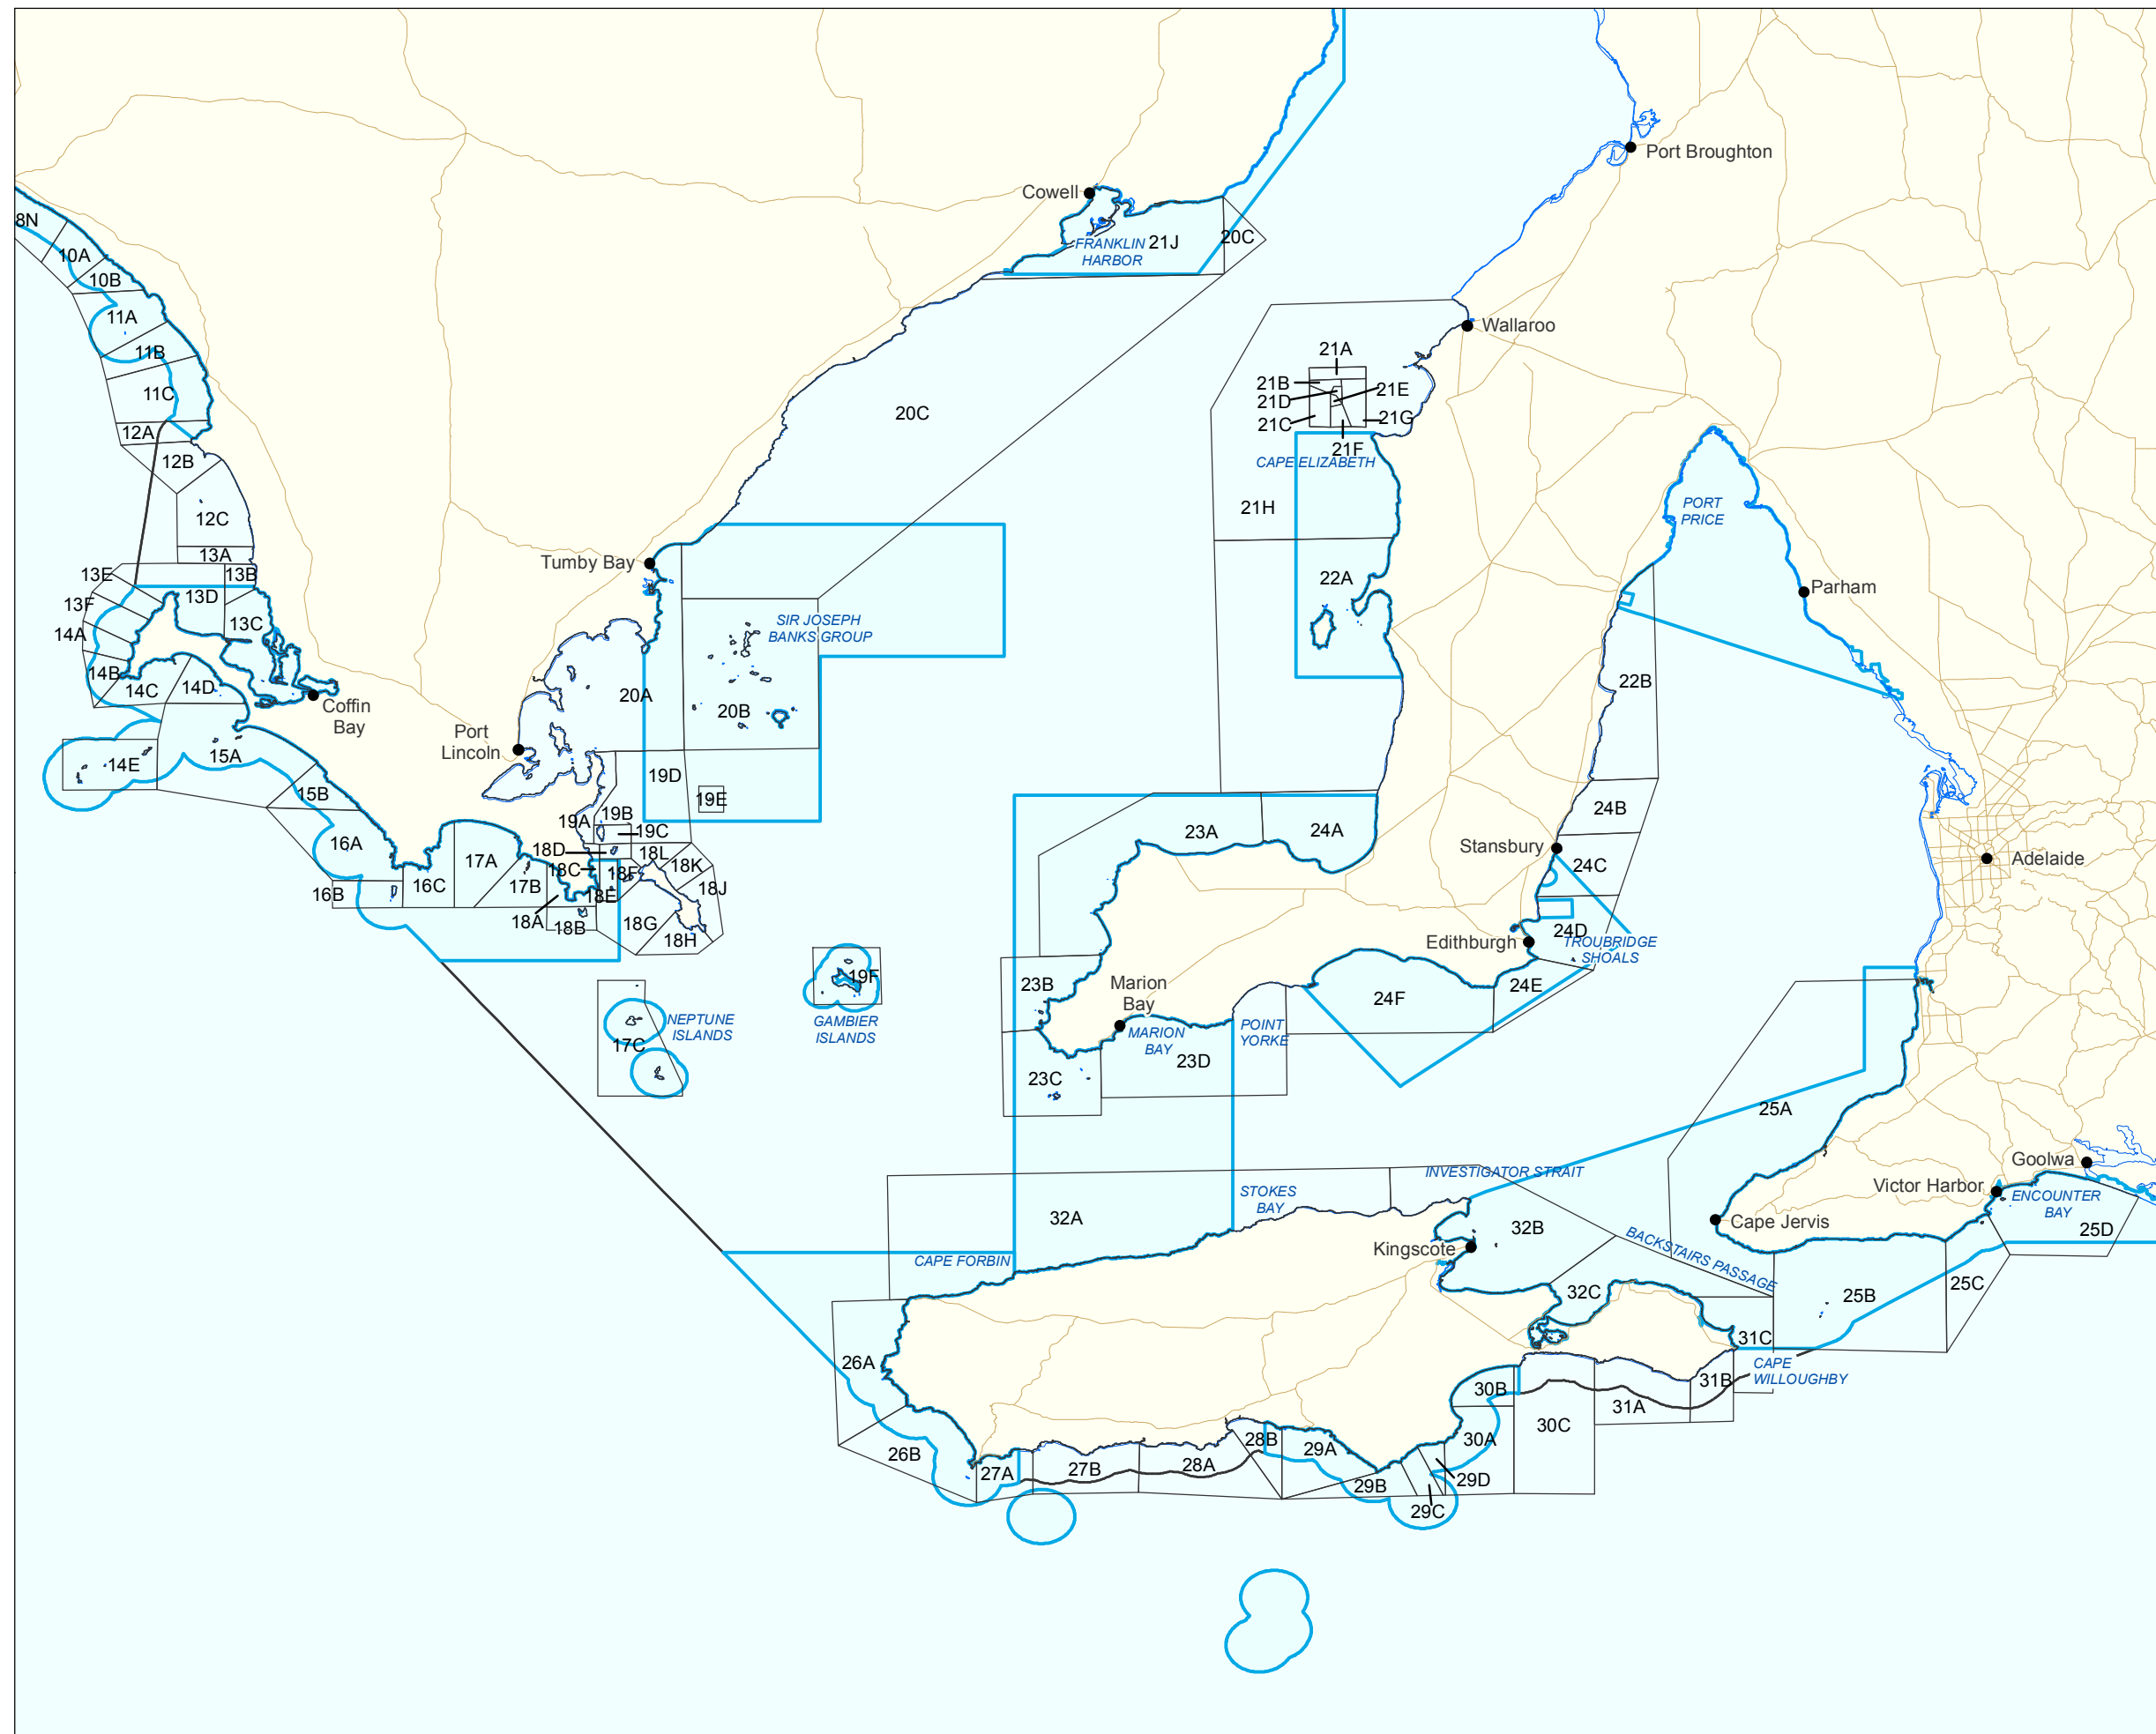 Port Broughton
Cowell
8N
FRANKLIN
HARBOR
21J
20C
10A
10B
11A
Wallaroo
21A
11B
21B
21E
11C
21D
20C
21G
21C
12A
21F
12B
CAPE ELIZABETH
21H
PORT
PRICE
12C
13A
Tumby Bay
13E
13B
22A
Parham
13D
13F
13C
SIR JOSEPH
BANKS GROUP
14A
14B
14C
14D
20A
22B
Coffin
Bay
20B
Port
Lincoln
15A
14E
19D
15B
19E
24B
19B
19A
19C
23A
24A
16A
18D
18L
Stansbury
17A
18C
18K
24C
18F
17B
18J
16B
16C
18E
18A
18B
18G
24D
18H
Edithburgh
TROUBRIDGE
SHOALS
19F
23B
Marion
Bay
24E
24F
NEPTUNE
ISLANDS
GAMBIER
ISLANDS
POINT
YORKE
MARION
BAY
17C
23D
23C
25A
Adelaide
Goolwa
INVESTIGATOR STRAIT
Victor Harbor
ENCOUNTER
BAY
STOKES
BAY
32A
Cape Jervis
32B
25D
Kingscote
BACKSTAIRS PASSAGE
CAPE FORBIN
25C
32C
25B
31C
26A
CAPE
WILLOUGHBY
31B
30B
31A
30C
28B
29A
30A
26B
28A
27B
27A
29D
29B
29C